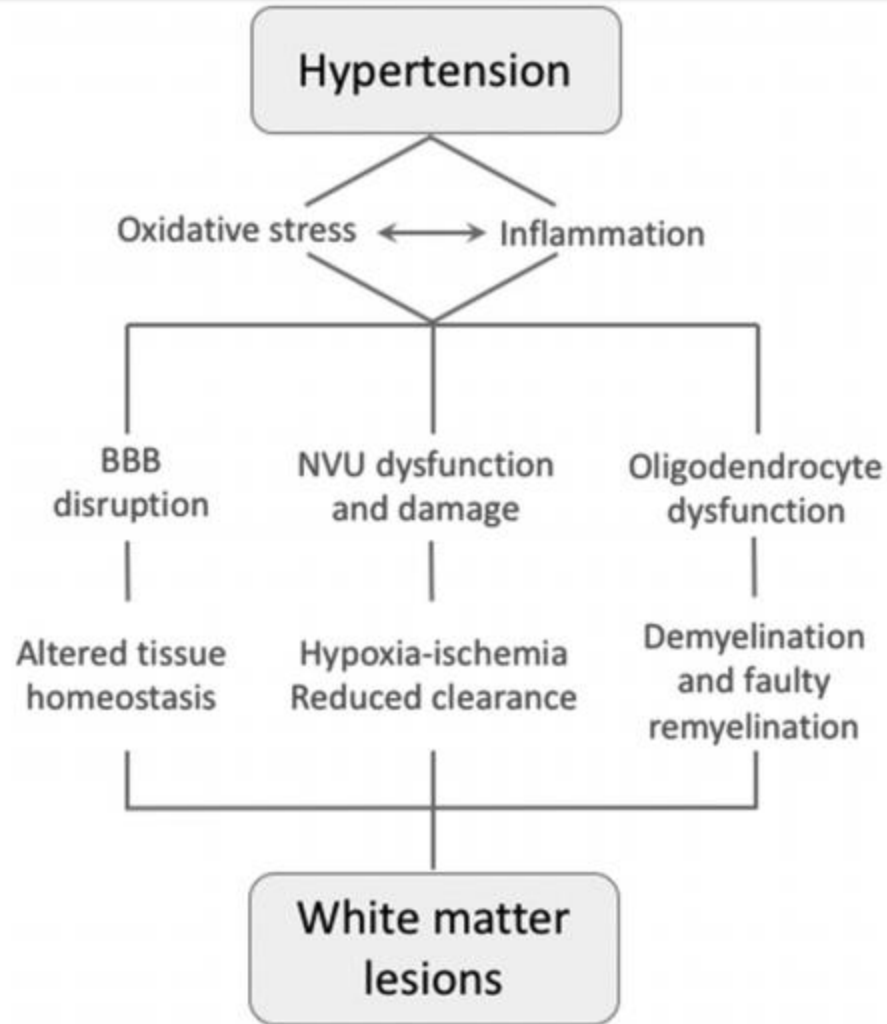 Hypertension
Oxidative stress
Inflammation
BBB
disruption
NVU dysfunction
and damage
Oligodendrocyte
dysfunction
Altered tissue
homeostasis
Hypoxia-ischemia
Reduced clearance
Demyelination
and faulty
remyelination
White matter
lesions